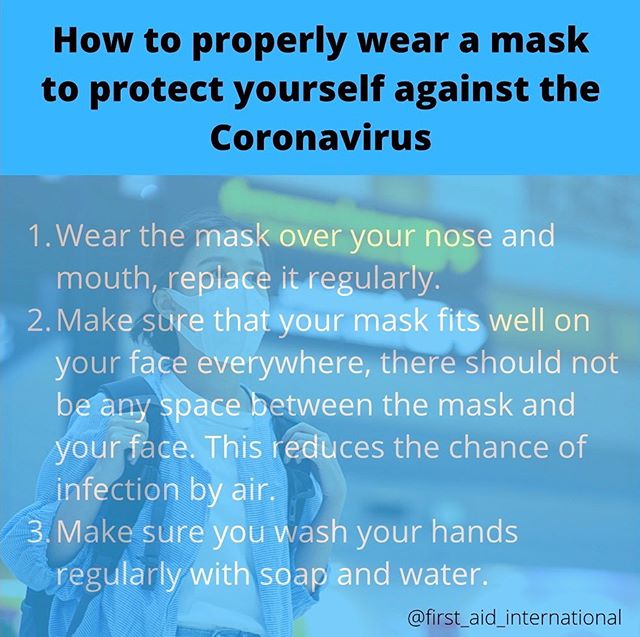 How to properly wear a mask
to protect yourself against the
Coronavirus
1. Wear the mask over your nose and
mouth, replace it regularly.
2. Make sure that your mask fits well on
your face everywhere, there should not
be any space between the mask and
your face. This reduces the chance of
infection by air.
3. Make sure you wash your hands
regularly with soap and water.
@first_aid_international